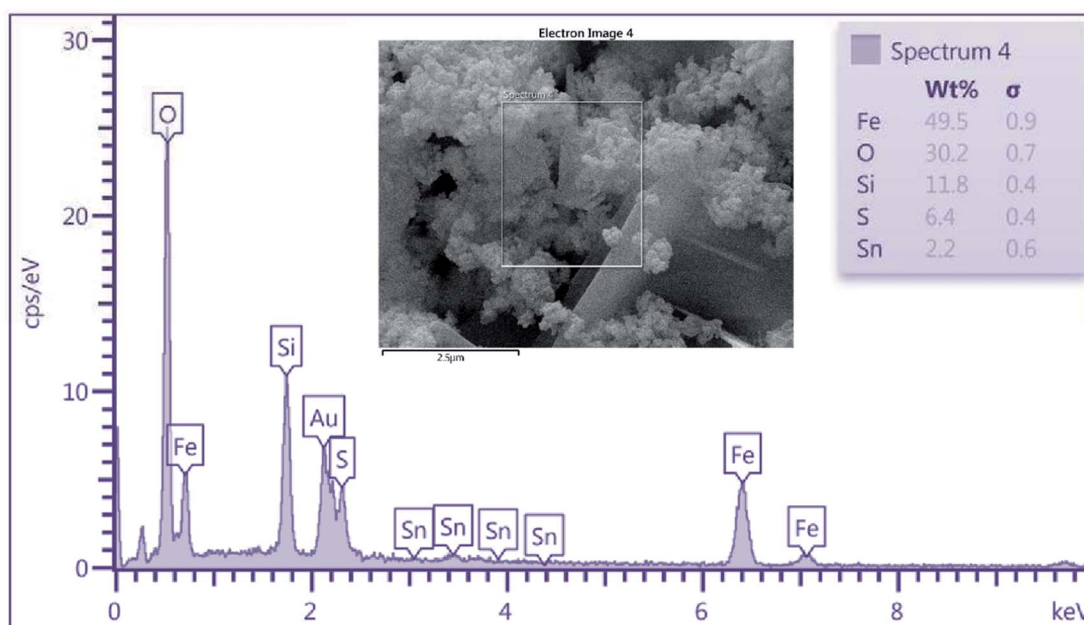 Electron Image 4
Spectrum 4
2.5μm
Spectrum 4
Wt% σ
Fe 49.5 0.9
O 30.2 0.7
Si 11.8 0.4
S 6.4 0.4
Sn 2.2 0.6
cps/eV
30
20
10
0
O
Fe
Si
Au
S
Sn
Sn
Sn
Sn
Fe
Fe
0 2 4 6 8 keV